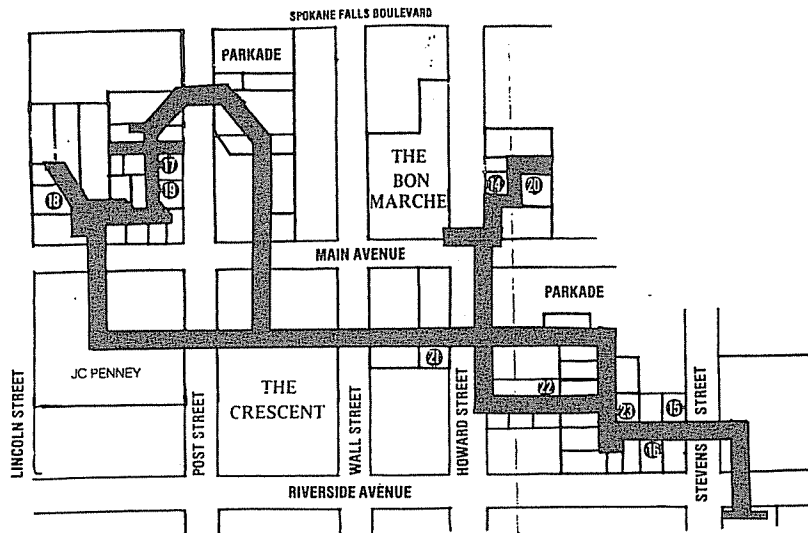 SPOKANE FALLS BOULEVARD
PARKADE
17
THE
BON
MARCHE
14
20
19
18
MAIN AVENUE
PARKADE
21
JC PENNEY
THE
CRESCENT
22
23
15
16
LINCOLN STREET
POST STREET
WALL STREET
HOWARD STREET
STEVENS STREET
RIVERSIDE AVENUE